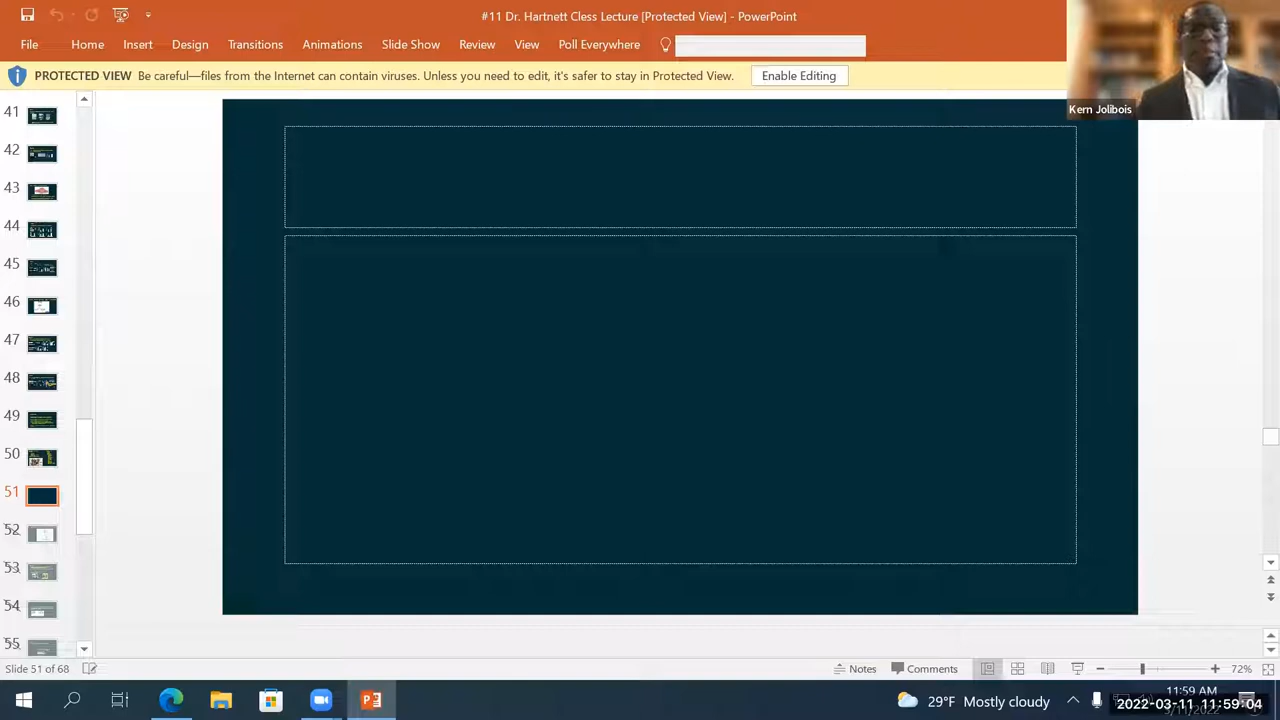 #11 Dr. Hartnett Cless Lecture [Protected View] - PowerPoint
File Home Insert Design Transitions Animations Slide Show Review View Poll Everywhere
PROTECTED VIEW Be careful—files from the Internet can contain viruses. Unless you need to edit, it's safer to stay in Protected View. Enable Editing
Kern Jolibois
41
42
43
44
45
46
47
48
49
50
51
52
53
54
55
Slide 51 of 68 Notes Comments 72%
29°F Mostly cloudy
11:59 AM
2022-03-11 11:59:04